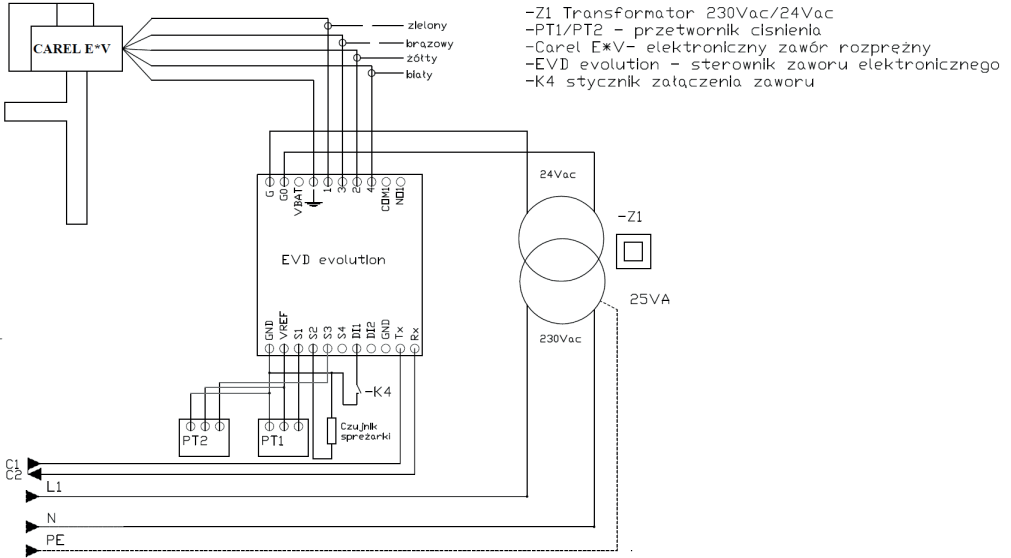 -Z1 Transformator 230Vac/24Vac
-PT1/PT2 - przetwornik cisnienia
-Carel E*V- elektroniczny zawór rozprężny
-EVD evolution - sterownik zaworu elektronicznego
-K4 stycznik załączenia zaworu
CAREL E*V
zielony
brązowy
żółty
biały
G
G0
VBAT
1
3
2
4
COM1
NO1
EVD evolution
GND
VREF
S1
S2
S3
S4
DI1
DI2
GND
Tx
Rx
24Vac
-Z1
25VA
230Vac
-K4
Czujnik
sprężarki
PT2
PT1
C1
C2
L1
N
PE